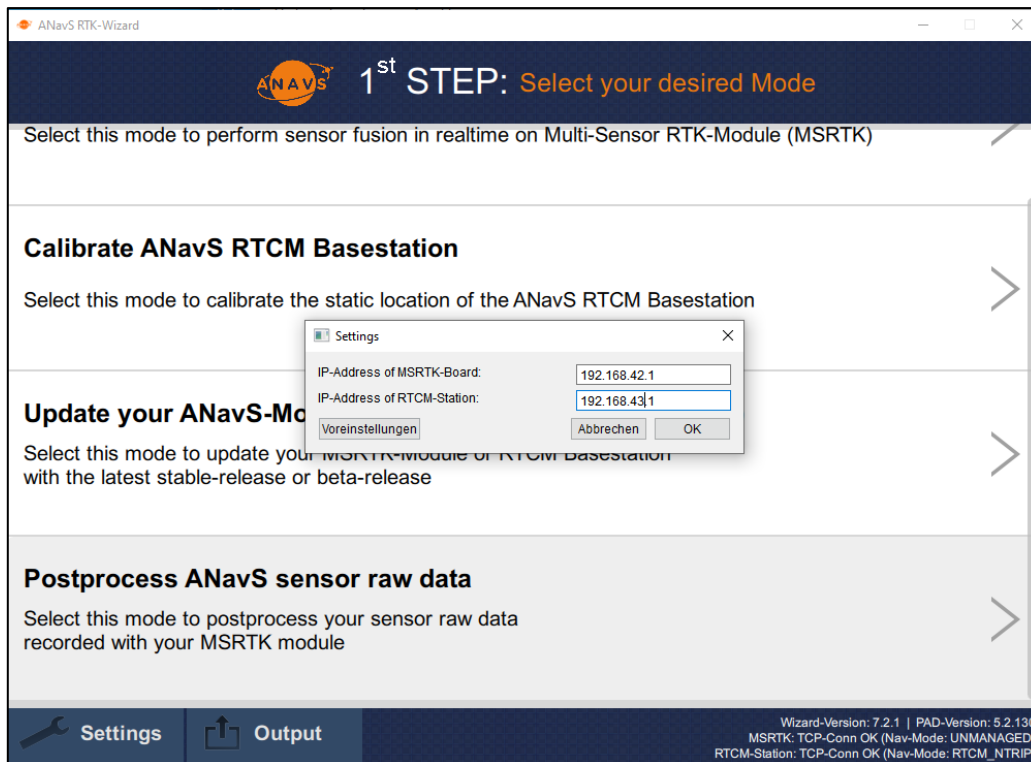 ANavS RTK-Wizard
ANAVS
1st STEP: Select your desired Mode
Select this mode to perform sensor fusion in realtime on Multi-Sensor RTK-Module (MSRTK)
Calibrate ANavS RTCM Basestation
Select this mode to calibrate the static location of the ANavS RTCM Basestation
Settings
IP-Address of MSRTK-Board:
192.168.42.1
IP-Address of RTCM-Station:
192.168.43.1
Voreinstellungen
Abbrechen
OK
Update your ANavS-Mo
Select this mode to update your MSRTK-Module or RTCM Basestation
with the latest stable-release or beta-release
Postprocess ANavS sensor raw data
Select this mode to postprocess your sensor raw data
recorded with your MSRTK module
Settings
Output
Wizard-Version: 7.2.1 | PAD-Version: 5.2.130
MSRTK: TCP-Conn OK (Nav-Mode: UNMANAGED
RTCM-Station: TCP-Conn OK (Nav-Mode: RTCM_NTRIP